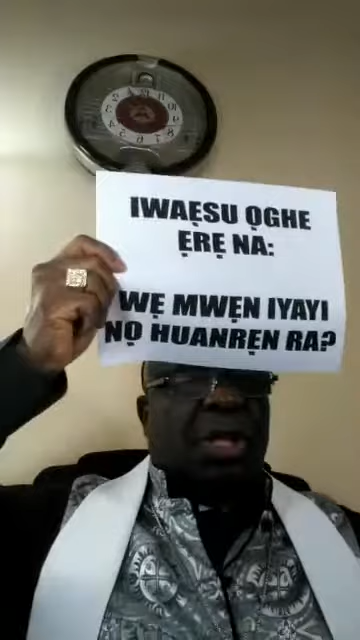 IWAẸSU ỌGHE
ẸRẸ NA:
WẸ MWẸN IYAYI
NỌ HUANRẸN RA?